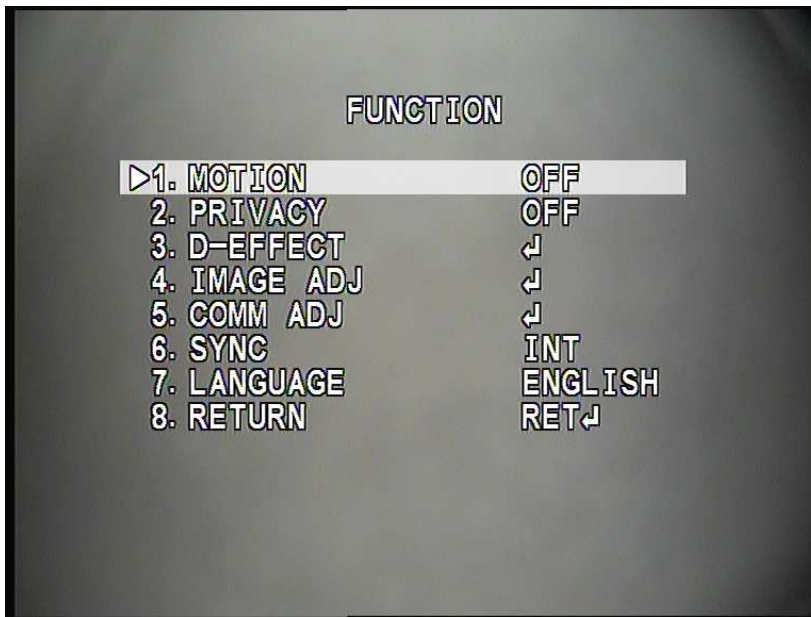 FUNCTION
▷1. MOTION OFF
2. PRIVACY OFF
3. D-EFFECT ↲
4. IMAGE ADJ ↲
5. COMM ADJ ↲
6. SYNC INT
7. LANGUAGE ENGLISH
8. RETURN RET↲